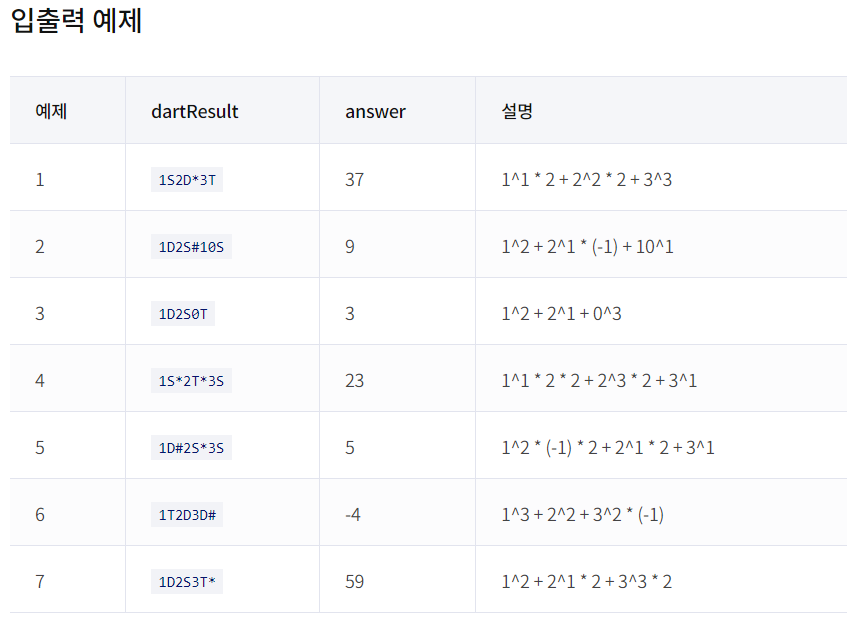 입출력 예제
예제 dartResult answer 설명
1 1S2D*3T 37 1^1 * 2 + 2^2 * 2 + 3^3
2 1D2S#10S 9 1^2 + 2^1 * (-1) + 10^1
3 1D2S0T 3 1^2 + 2^1 + 0^3
4 1S*2T*3S 23 1^1 * 2 * 2 + 2^3 * 2 + 3^1
5 1D#2S*3S 5 1^2 * (-1) * 2 + 2^1 * 2 + 3^1
6 1T2D3D# -4 1^3 + 2^2 + 3^2 * (-1)
7 1D2S3T* 59 1^2 + 2^1 * 2 + 3^3 * 2